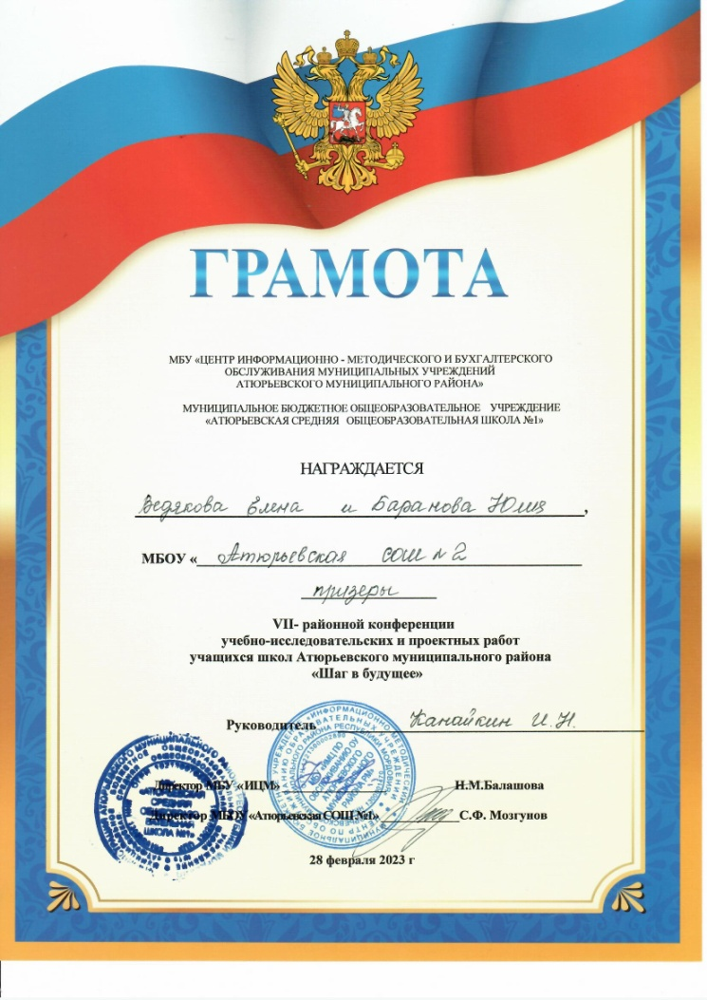 ГРАМОТА
МБУ «ЦЕНТР ИНФОРМАЦИОННО - МЕТОДИЧЕСКОГО И БУХГАЛТЕРСКОГО
ОБСЛУЖИВАНИЯ МУНИЦИПАЛЬНЫХ УЧРЕЖДЕНИЙ
АТЮРЬЕВСКОГО МУНИЦИПАЛЬНОГО РАЙОНА»
МУНИЦИПАЛЬНОЕ БЮДЖЕТНОЕ ОБЩЕОБРАЗОВАТЕЛЬНОЕ УЧРЕЖДЕНИЕ
«АТЮРЬЕВСКАЯ СРЕДНЯЯ ОБЩЕОБРАЗОВАТЕЛЬНАЯ ШКОЛА №1»
НАГРАЖДАЕТСЯ
Ведякова Елена и Баранова Юлия,
МБОУ « Атюрьевская СОШ №2
призеры
VII- районной конференции
учебно-исследовательских и проектных работ
учащихся школ Атюрьевского муниципального района
«Шаг в будущее»
Руководитель Канайкин И.Н.
Директор МБУ «ИЦМ» Н.М.Балашова
Директор МБОУ «Атюрьевская СОШ №1» С.Ф. Мозгунов
28 февраля 2023 г